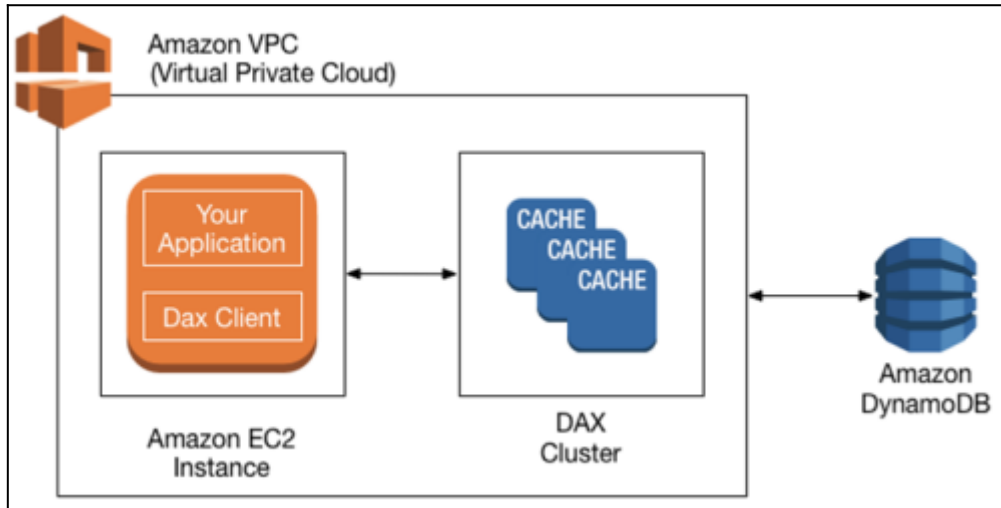 Amazon VPC
(Virtual Private Cloud)
Your
Application
Dax Client
CACHE
CACHE
CACHE
Amazon EC2
Instance
DAX
Cluster
Amazon
DynamoDB